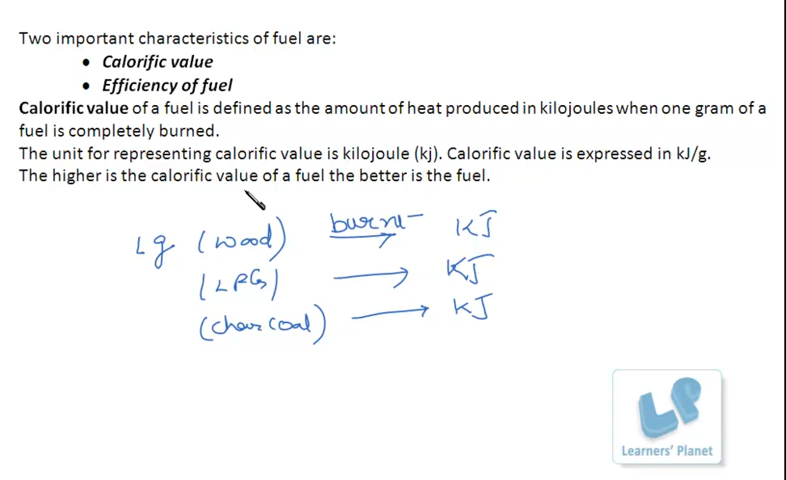 Two important characteristics of fuel are:
• Calorific value
• Efficiency of fuel
Calorific value of a fuel is defined as the amount of heat produced in kilojoules when one gram of a
fuel is completely burned.
The unit for representing calorific value is kilojoule (kj). Calorific value is expressed in kJ/g.
The higher is the calorific value of a fuel the better is the fuel.
1g (wood) burnt KJ
(LPG) KJ
(charcoal) KJ
LP
Learners' Planet